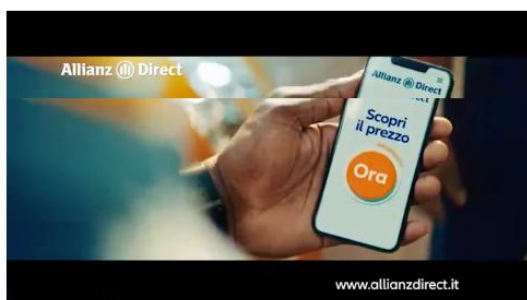 Allianz Direct
Allianz Direct
Scopri
il prezzo
Ora
www.allianzdirect.it